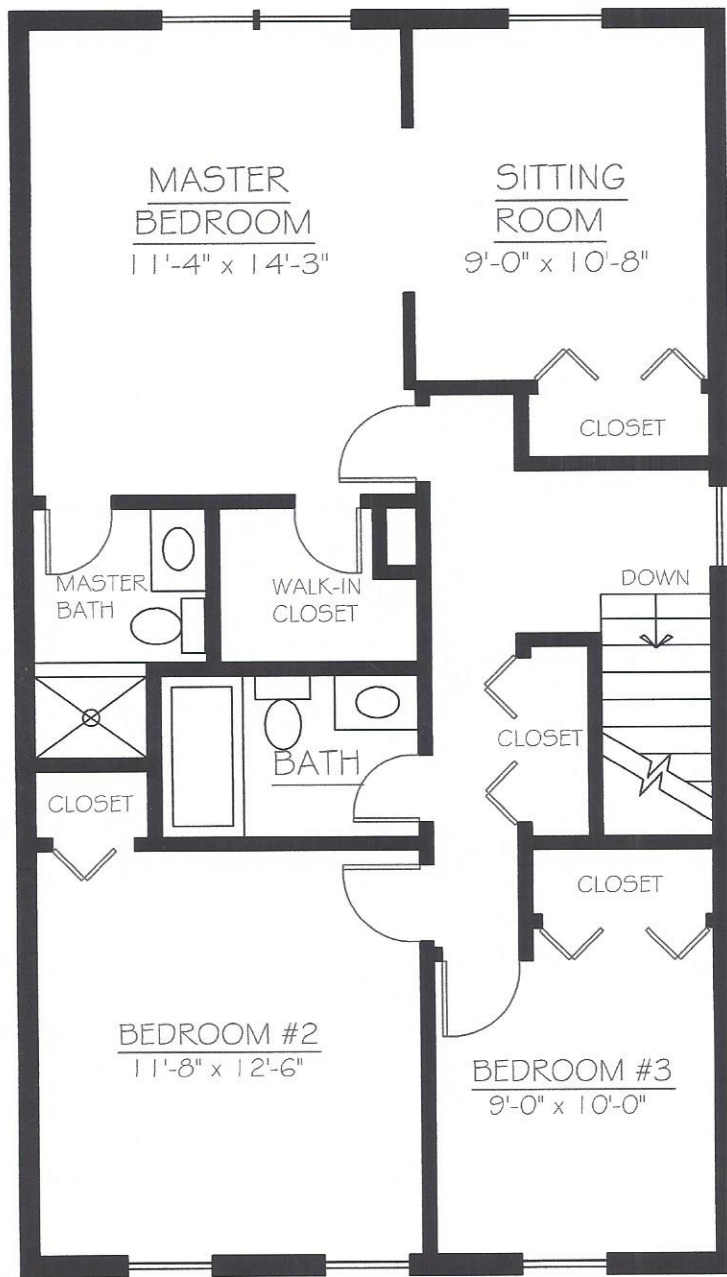 MASTER
BEDROOM
11'-4" x 14'-3"
SITTING
ROOM
9'-0" x 10'-8"
CLOSET
MASTER
BATH
WALK-IN
CLOSET
DOWN
BATH
CLOSET
CLOSET
CLOSET
BEDROOM #2
11'-8" x 12'-6"
BEDROOM #3
9'-0" x 10'-0"